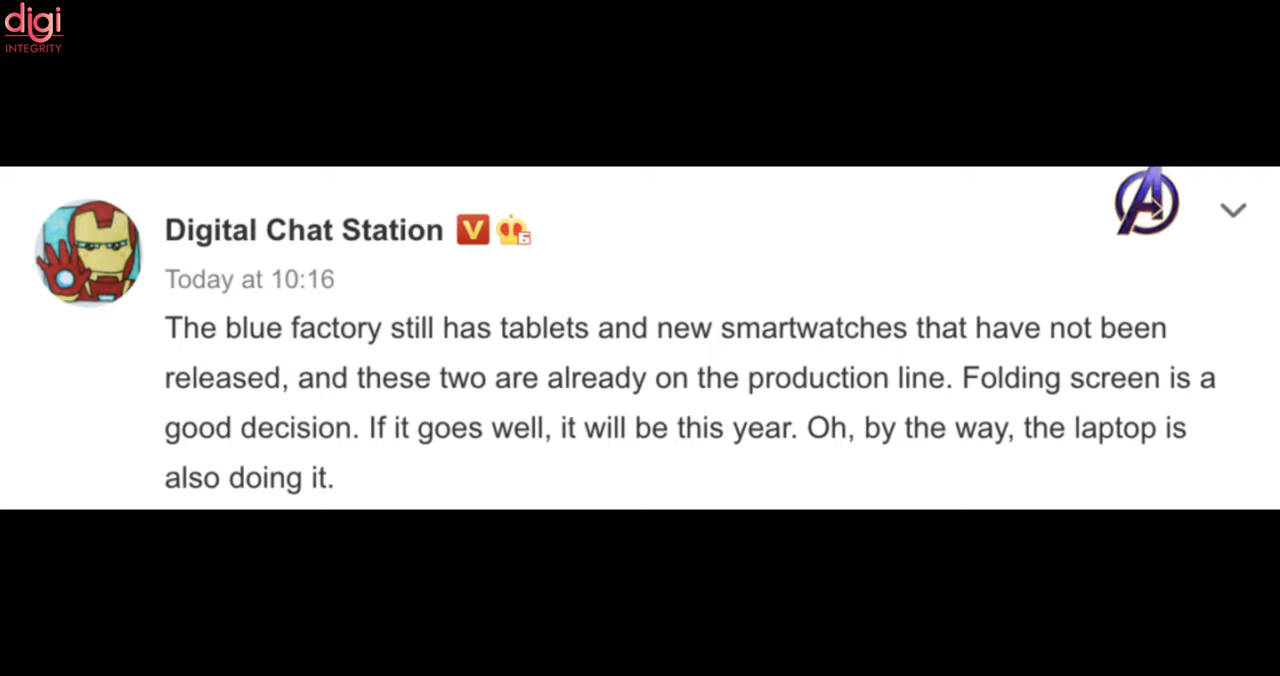 digi
INTEGRITY
Digital Chat Station V 6
Today at 10:16
The blue factory still has tablets and new smartwatches that have not been
released, and these two are already on the production line. Folding screen is a
good decision. If it goes well, it will be this year. Oh, by the way, the laptop is
also doing it.